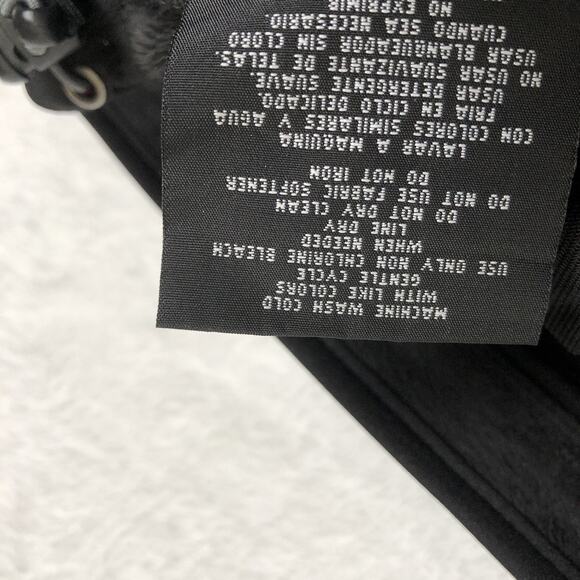 MACHINE WASH COLD
WITH LIKE COLORS
GENTLE CYCLE
USE ONLY NON CHLORINE BLEACH
WHEN NEEDED
LINE DRY
DO NOT DRY CLEAN
DO NOT USE FABRIC SOFTENER
DO NOT IRON
LAVAR A MAQUINA
CON COLORES SIMILARES Y AGUA
FRIA EN CILLO DELICADO.
USAR DETERGENTE SUAVE.
NO USAR SUAVIZANTE DE TELAS
USAR BLANQUEADOR SIN CLORO
CUANDO SEA NECESARIO
NO EXPRIMIR